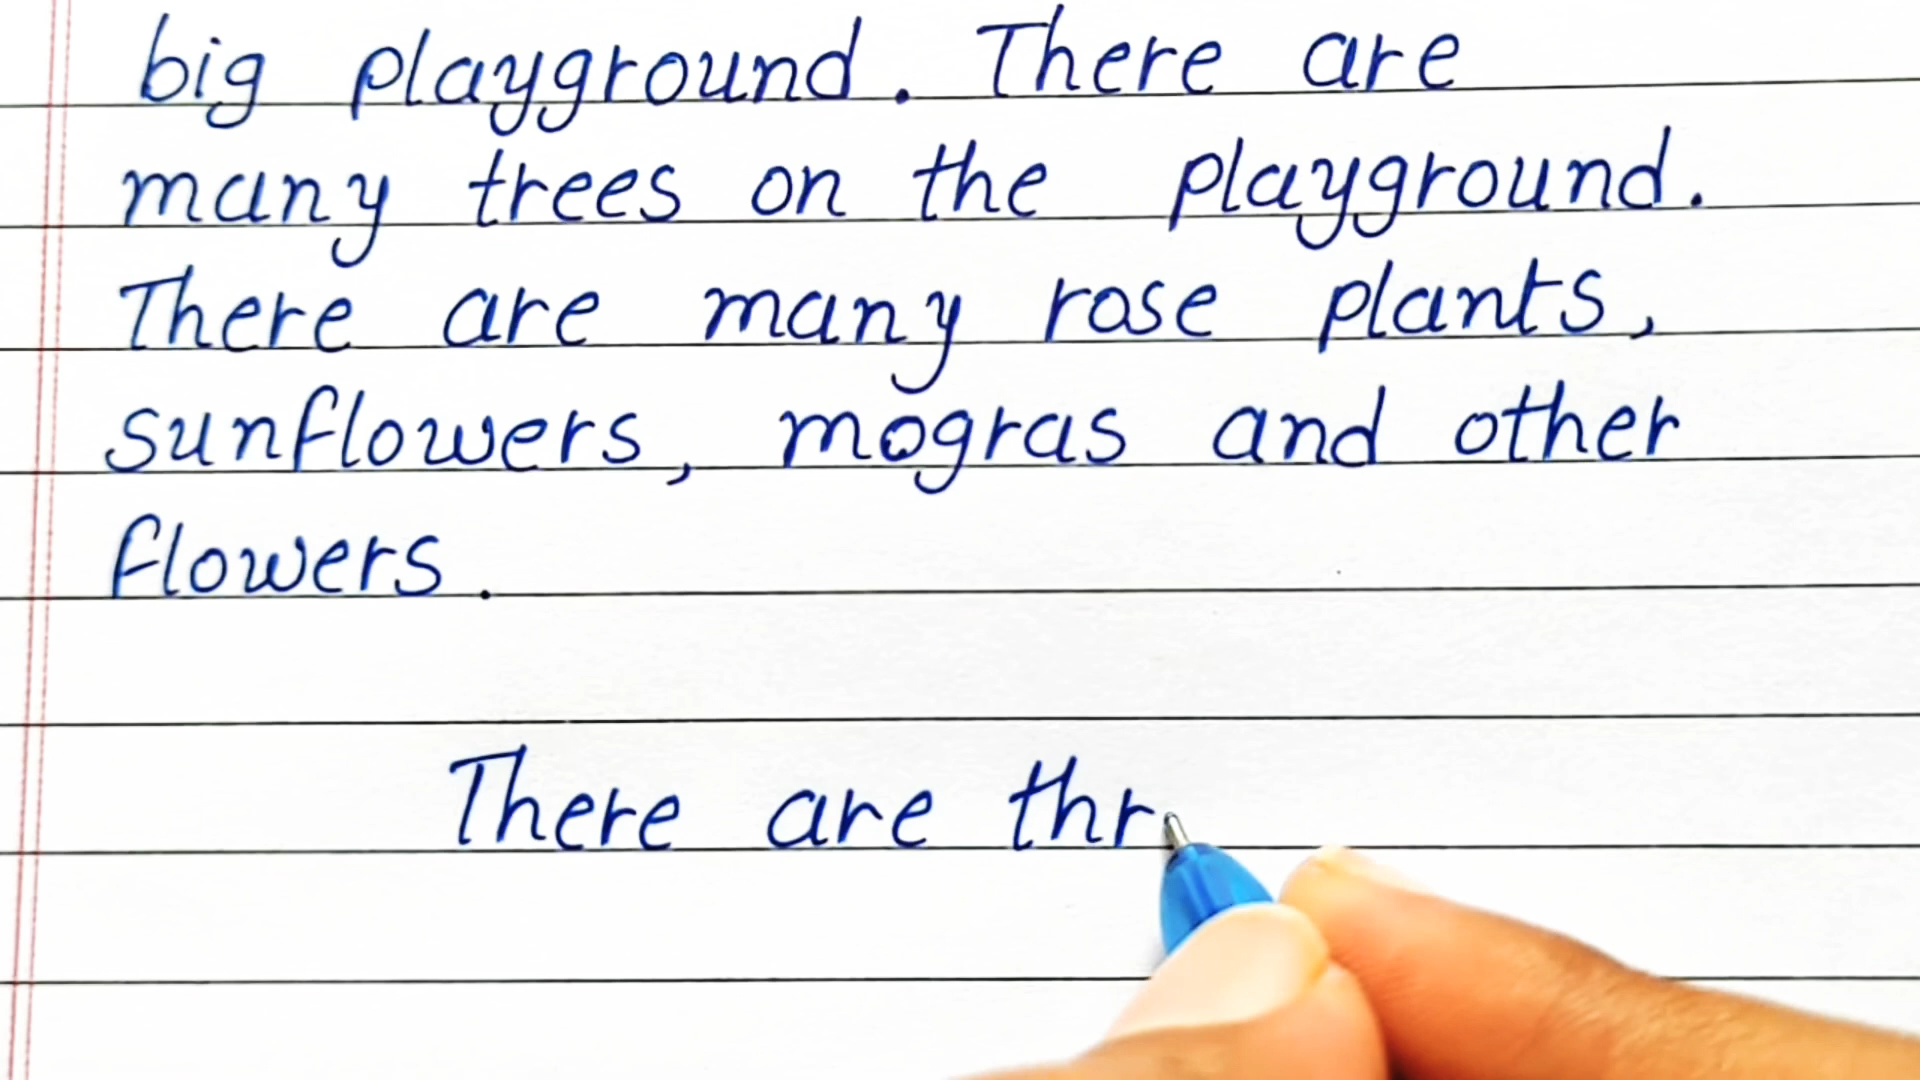 big playground. There are
many trees on the playground.
There are many rose plants,
sunflowers, mogras and other
flowers.
There are thr